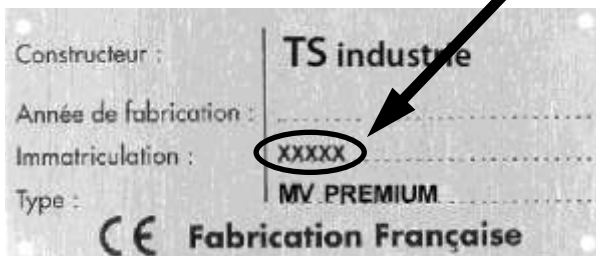 Constructeur : TS industrie
Année de fabrication :
Immatriculation : XXXXX
Type : MV PREMIUM
CE Fabrication Française